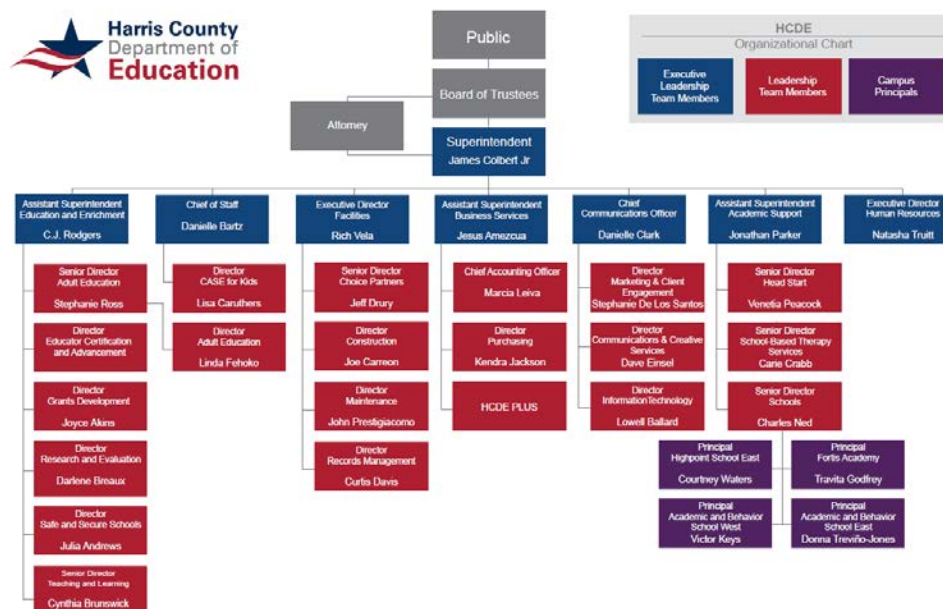 Harris County
Department of
Education
Public
Board of Trustees
Attorney
Superintendent
James Colbert Jr
HCDE
Organizational Chart
Executive
Leadership
Team Members
Leadership
Team Members
Campus
Principals
Assistant Superintendent
Education and Enrichment
C.J. Rodgers
Chief of Staff
Danielle Bartz
Executive Director
Facilities
Rich Vela
Assistant Superintendent
Business Services
Jesus Amezcua
Chief
Communications Officer
Danielle Clark
Assistant Superintendent
Academic Support
Jonathan Parker
Executive Director
Human Resources
Natasha Truitt
Senior Director
Adult Education
Stephanie Ross
Director
Educator Certification
and Advancement
Director
Grants Development
Joyce Akins
Director
Research and Evaluation
Darlene Breaux
Director
Safe and Secure Schools
Julia Andrews
Senior Director
Teaching and Learning
Cynthia Brunswick
Director
CASE for Kids
Lisa Caruthers
Director
Adult Education
Linda Fehoko
Senior Director
Choice Partners
Jeff Drury
Director
Construction
Joe Carreon
Director
Maintenance
John Prestigiacomo
Director
Records Management
Curtis Davis
Chief Accounting Officer
Marcia Leiva
Director
Purchasing
Kendra Jackson
HCDE PLUS
Director
Marketing & Client
Engagement
Stephanie De Los Santos
Director
Communications & Creative
Services
Dave Einsel
Director
InformationTechnology
Lowell Ballard
Senior Director
Head Start
Venetia Peacock
Senior Director
School-Based Therapy
Services
Carie Crabb
Senior Director
Schools
Charles Ned
Principal
Highpoint School East
Courtney Waters
Principal
Fortis Academy
Travita Godfrey
Principal
Academic and Behavior
School West
Victor Keys
Principal
Academic and Behavior
School East
Donna Treviño-Jones